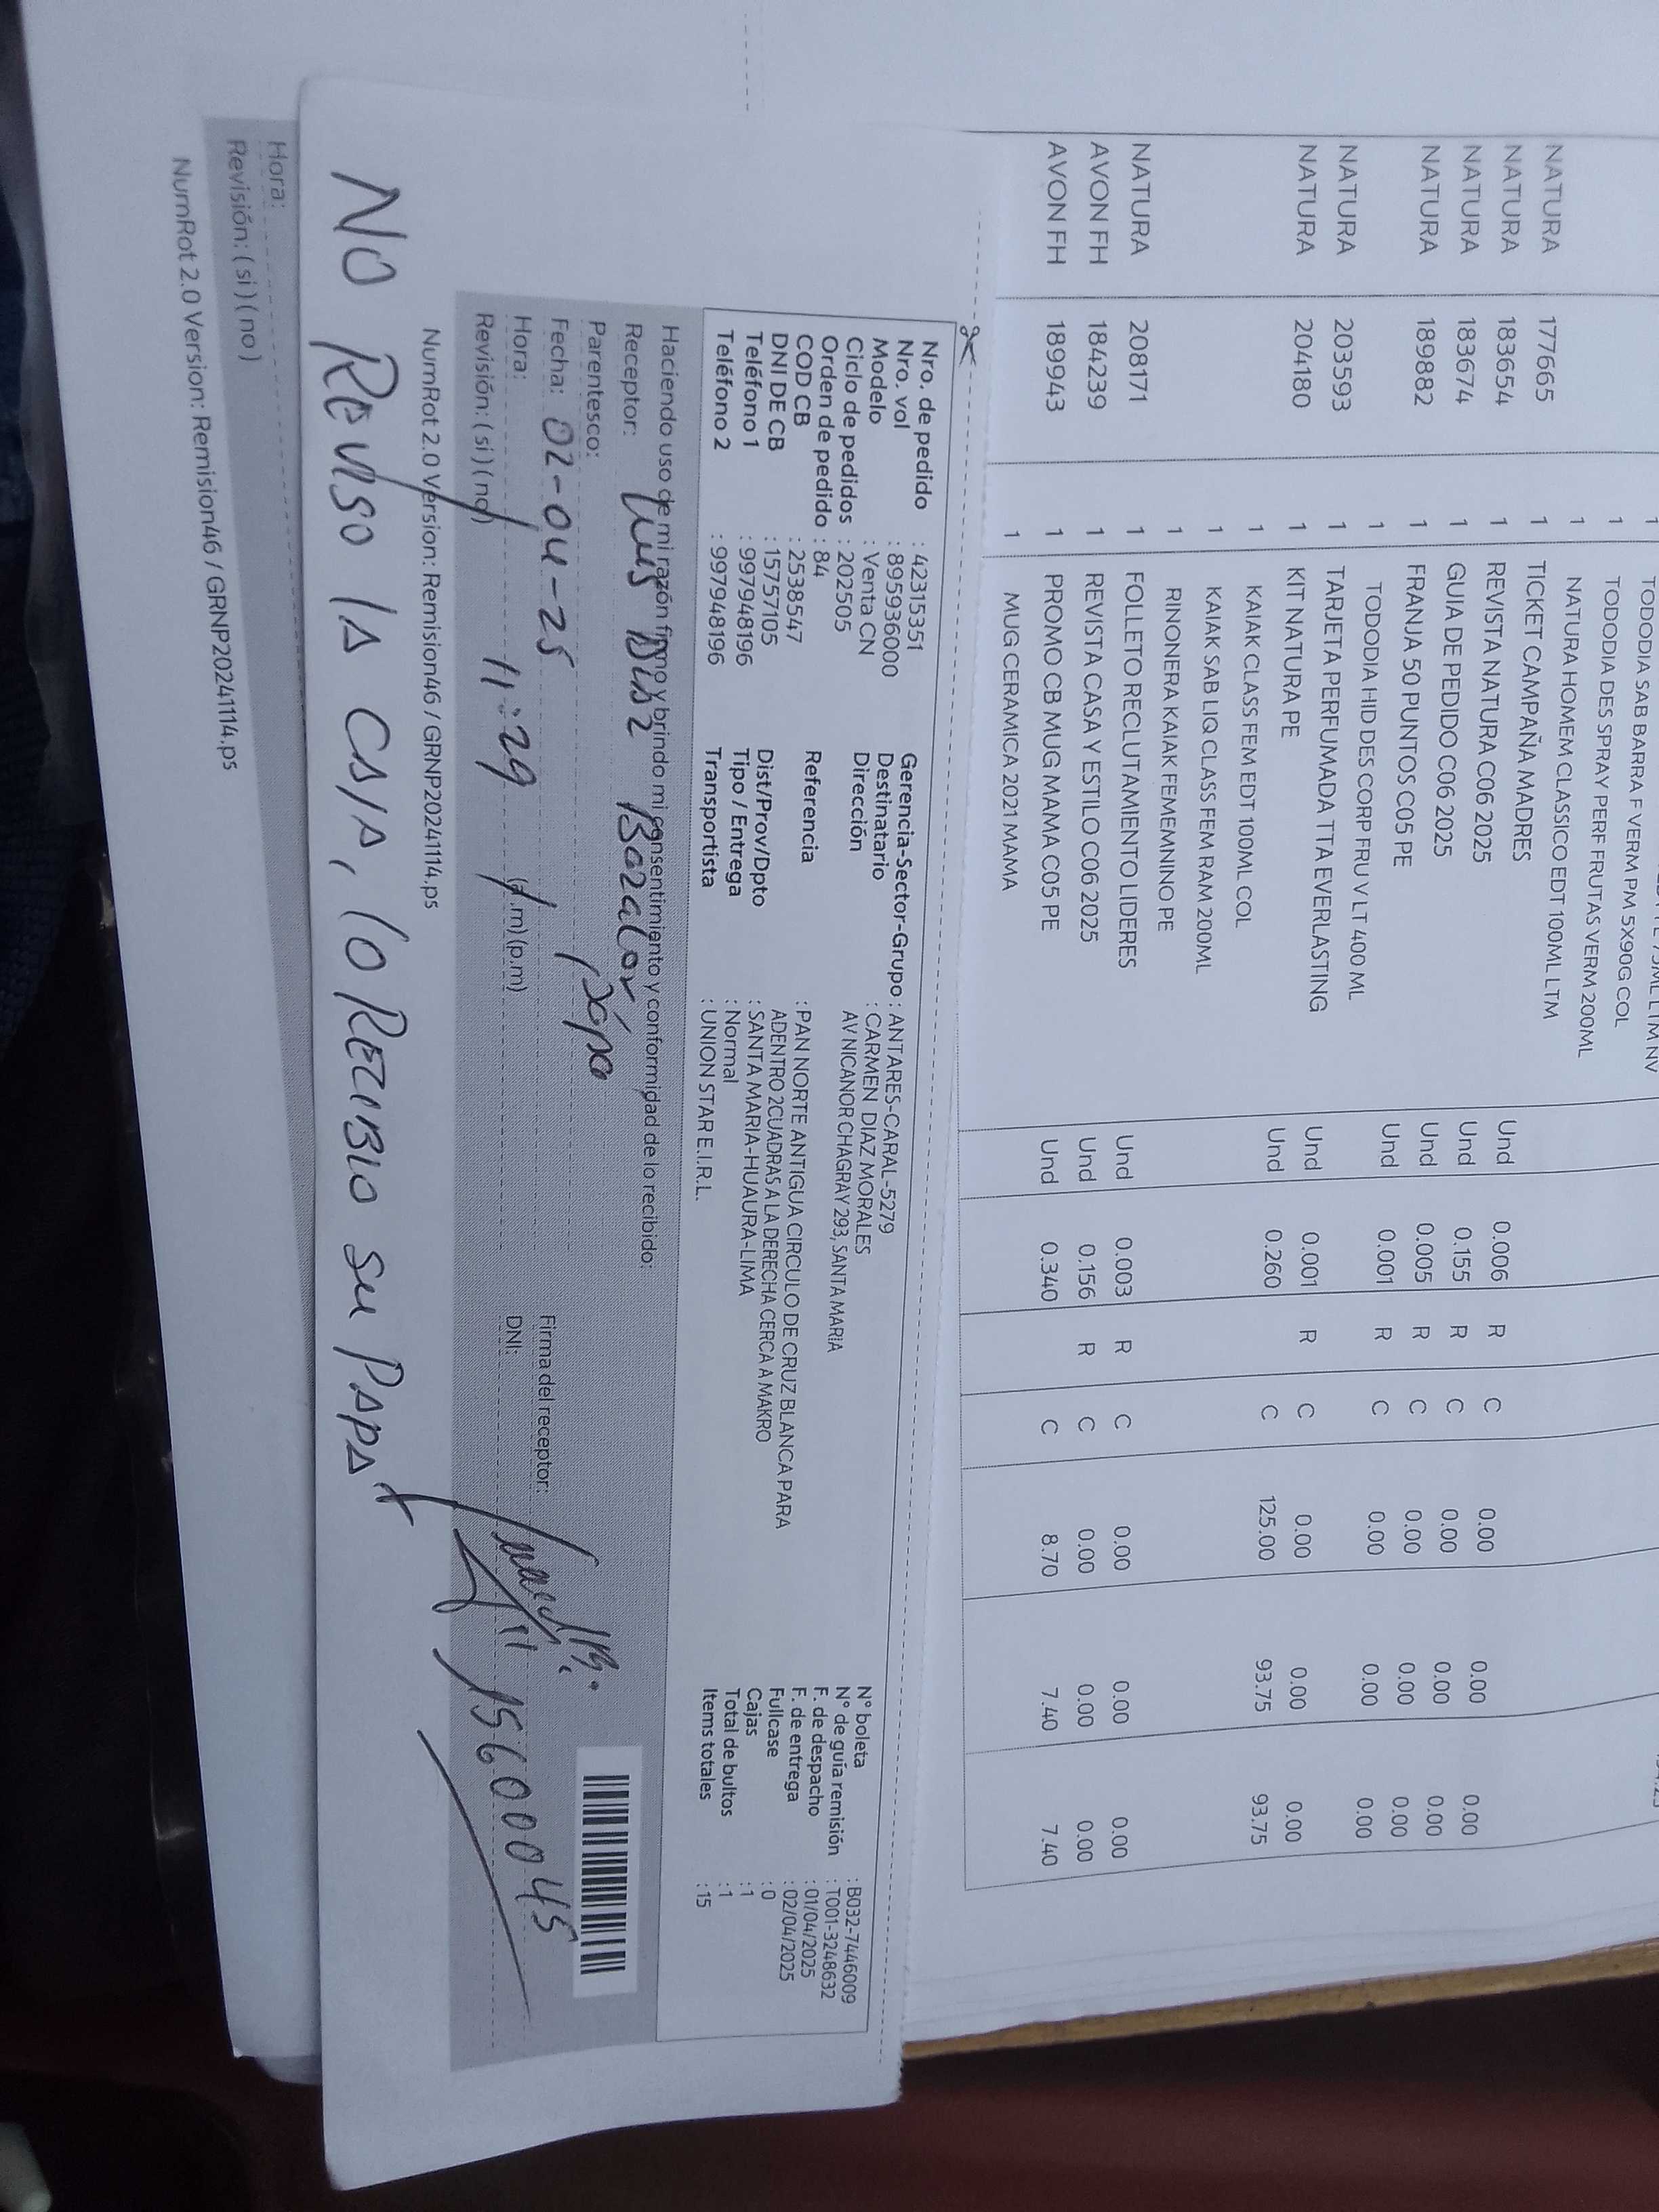 TODODIA SAB BARRA F VERM PM 5X90G COL
1 TODODIA DES SPRAY PERF FRUTAS VERM 200ML
1 NATURA HOMEM CLASSICO EDT 100ML LTM
NATURA 177665 1 TICKET CAMPAÑA MADRES Und 0.006 R C 0.00 0.00 0.00
NATURA 183654 1 REVISTA NATURA C06 2025 Und 0.155 R C 0.00 0.00 0.00
NATURA 183674 1 GUIA DE PEDIDO C06 2025 Und 0.005 R C 0.00 0.00 0.00
NATURA 189882 1 FRANJA 50 PUNTOS C05 PE Und 0.001 R C 0.00 0.00 0.00
1 TODODIA HID DES CORP FRU V LT 400 ML
NATURA 203593 1 TARJETA PERFUMADA TTA EVERLASTING Und 0.001 R C 0.00 0.00 0.00
NATURA 204180 1 KIT NATURA PE Und 0.260 C 125.00 93.75 93.75
1 KAIAK CLASS FEM EDT 100ML COL
1 KAIAK SAB LIQ CLASS FEM RAM 200ML
1 RINONERA KAIAK FEMEMNINO PE
NATURA 208171 1 FOLLETO RECLUTAMIENTO LIDERES Und 0.003 R C 0.00 0.00 0.00
AVON FH 184239 1 REVISTA CASA Y ESTILO C06 2025 Und 0.156 R C 0.00 0.00 0.00
AVON FH 189943 1 PROMO CB MUG MAMA C05 PE Und 0.340 C 8.70 7.40 7.40
1 MUG CERAMICA 2021 MAMA
Nro. de pedido : 42315351
Nro. vol : 895936000
Modelo : Venta CN
Ciclo de pedidos : 202505
Orden de pedido : 84
COD CB : 2538547
DNI DE CB : 15757105
Teléfono 1 : 997948196
Teléfono 2 : 997948196
Gerencia-Sector-Grupo : ANTARES-CARAL-5279
Destinatario : CARMEN DIAZ MORALES
Dirección AV NICANOR CHAGRAY 293, SANTA MARIA
Referencia : PAN NORTE ANTIGUA CIRCULO DE CRUZ BLANCA PARA
ADENTRO 2CUADRAS A LA DERECHA CERCA A MAKRO
Dist/Prov/Dpto : SANTA MARIA-HUAURA-LIMA
Tipo / Entrega : Normal
Transportista : UNION STAR E.I.R.L.
N° boleta : B032-7446009
N° de guía remisión : T001-3248632
F. de despacho : 01/04/2025
F. de entrega : 02/04/2025
Fullcase : 0
Cajas : 1
Total de bultos : 1
Items totales : 15
Haciendo uso de mi razón firmo y brindo mi consentimiento y conformidad de lo recibido:
Receptor: Luis Diaz Bazalar
Parentesco: papa
Fecha: 02-04-25
Firma del receptor:
Hora: 11:29 (a.m)(p.m)
DNI: 15600045
Revisión: ( si ) ( no )
NumRot 2.0 Version: Remision46 / GRNP20241114.ps
NO REVISO LA CAJA, LO RECIBIO SU PAPA
Hora:
Revisión: ( si ) ( no )
NumRot 2.0 Version: Remision46 / GRNP20241114.ps